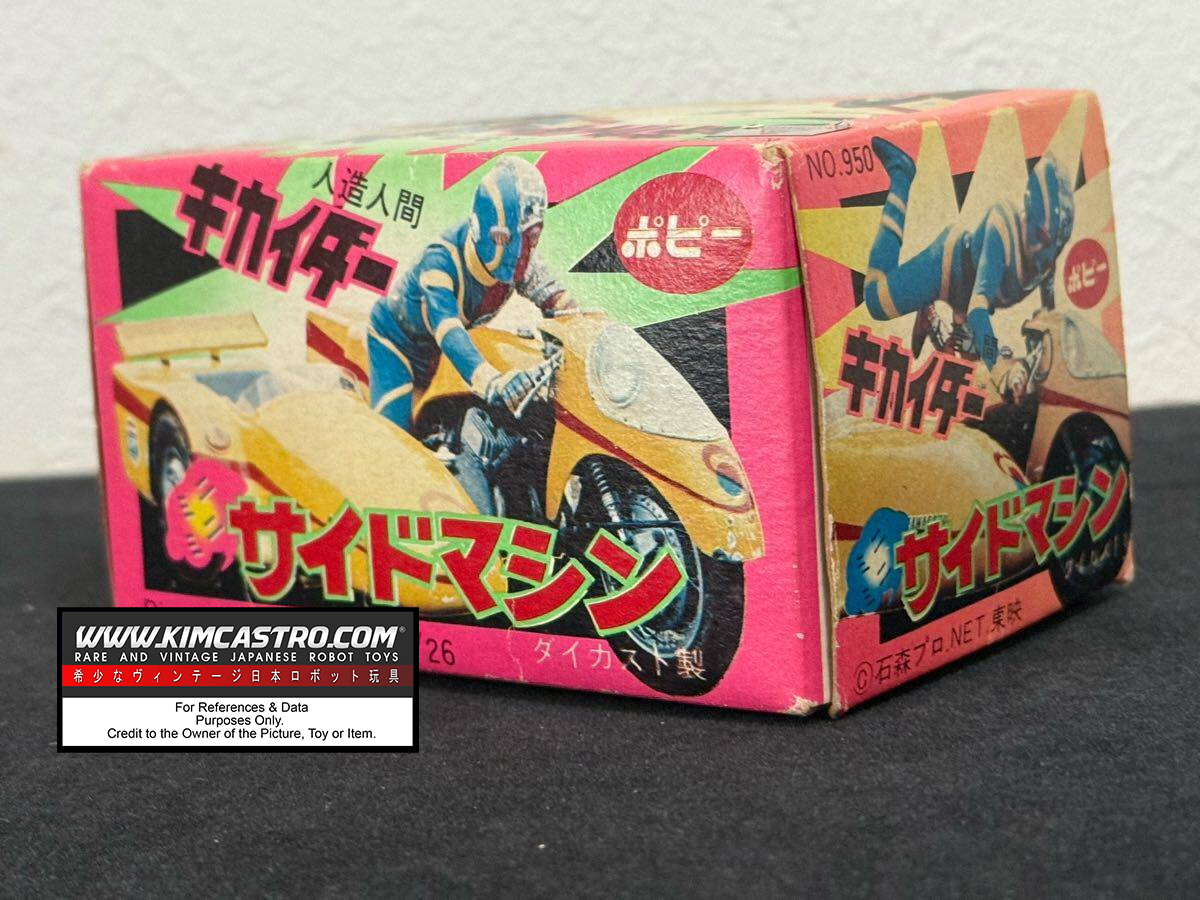 人造人間
キカイダー
ポピー
サイドマシン
26
ダイカスト製
NO.950
ポピー
キカイダー
サイドマシン
©石森プロ.NET.東映
WWW.KIMCASTRO.COM®
RARE AND VINTAGE JAPANESE ROBOT TOYS
希少なヴィンテージ日本ロボット玩具
For References & Data
Purposes Only.
Credit to the Owner of the Picture, Toy or Item.